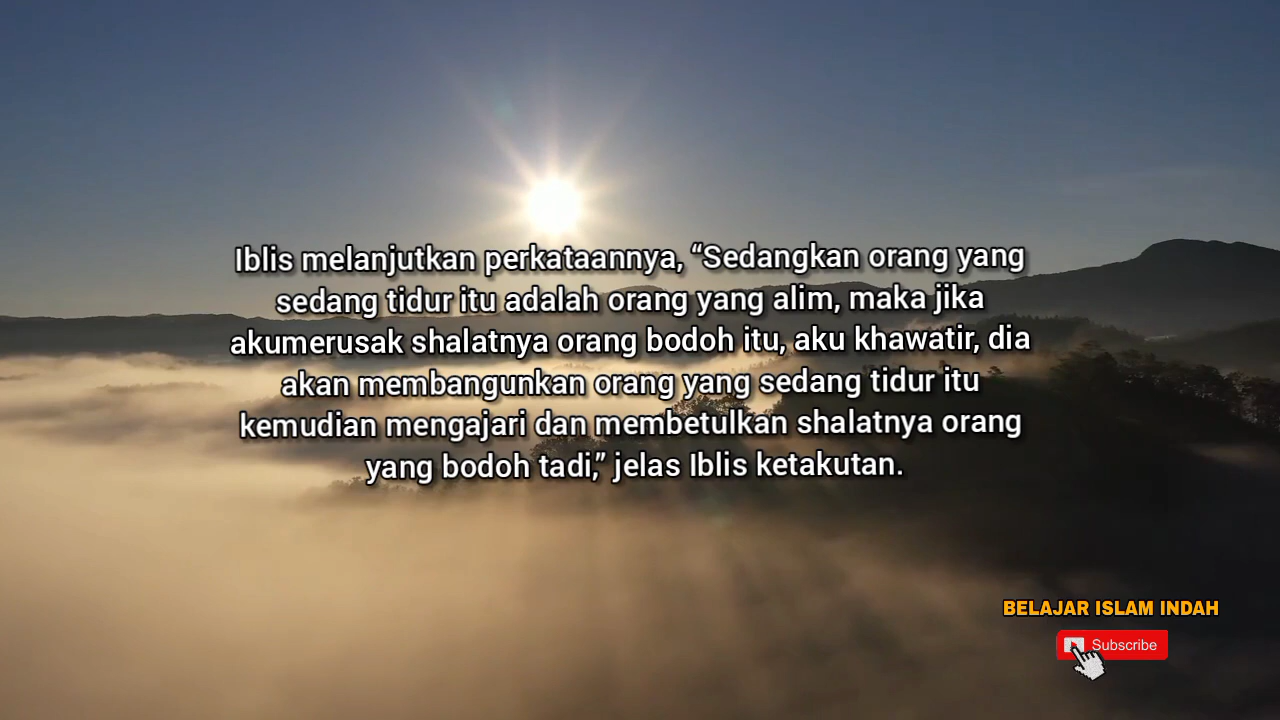 Iblis melanjutkan perkataannya, “Sedangkan orang yang
sedang tidur itu adalah orang yang alim, maka jika
akumerusak shalatnya orang bodoh itu, aku khawatir, dia
akan membangunkan orang yang sedang tidur itu
kemudian mengajari dan membetulkan shalatnya orang
yang bodoh tadi,” jelas Iblis ketakutan.
BELAJAR ISLAM INDAH
Subscribe